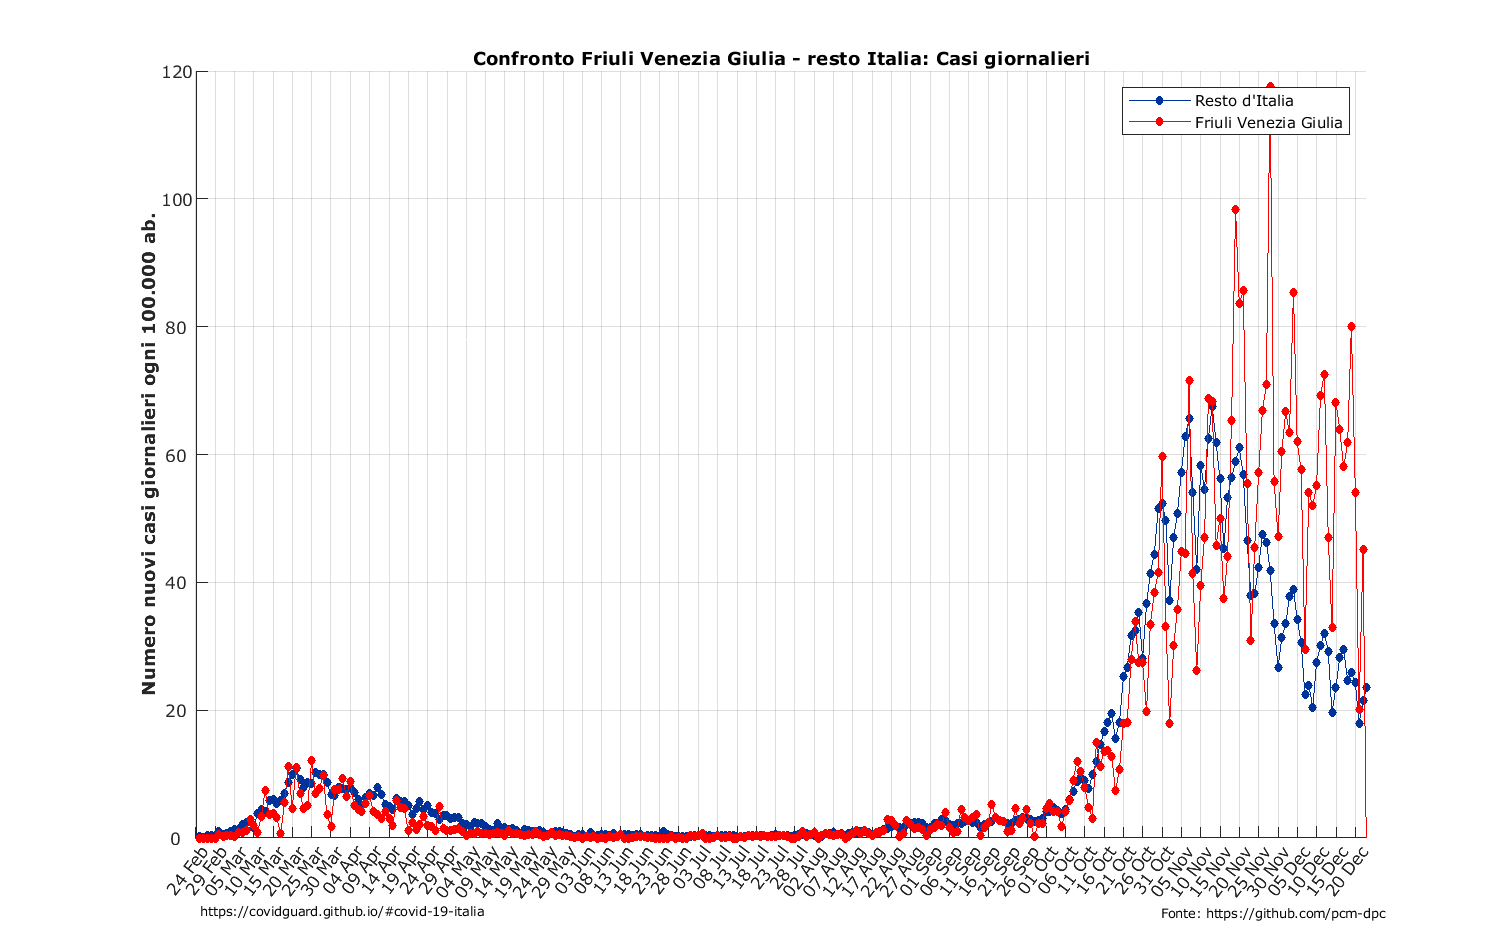 Confronto Friuli Venezia Giulia - resto Italia: Casi giornalieri
Resto d'Italia
Friuli Venezia Giulia
Numero nuovi casi giornalieri ogni 100.000 ab.
120
100
80
60
40
20
0
24 Feb
29 Feb
05 Mar
10 Mar
15 Mar
20 Mar
25 Mar
30 Mar
04 Apr
09 Apr
14 Apr
19 Apr
24 Apr
29 Apr
04 May
09 May
14 May
19 May
24 May
29 May
03 Jun
08 Jun
13 Jun
18 Jun
23 Jun
28 Jun
03 Jul
08 Jul
13 Jul
18 Jul
23 Jul
28 Jul
02 Aug
07 Aug
12 Aug
17 Aug
22 Aug
27 Aug
01 Sep
06 Sep
11 Sep
16 Sep
21 Sep
26 Sep
01 Oct
06 Oct
11 Oct
16 Oct
21 Oct
26 Oct
31 Oct
05 Nov
10 Nov
15 Nov
20 Nov
25 Nov
30 Nov
05 Dec
10 Dec
15 Dec
20 Dec
https://covidguard.github.io/#covid-19-italia
Fonte: https://github.com/pcm-dpc